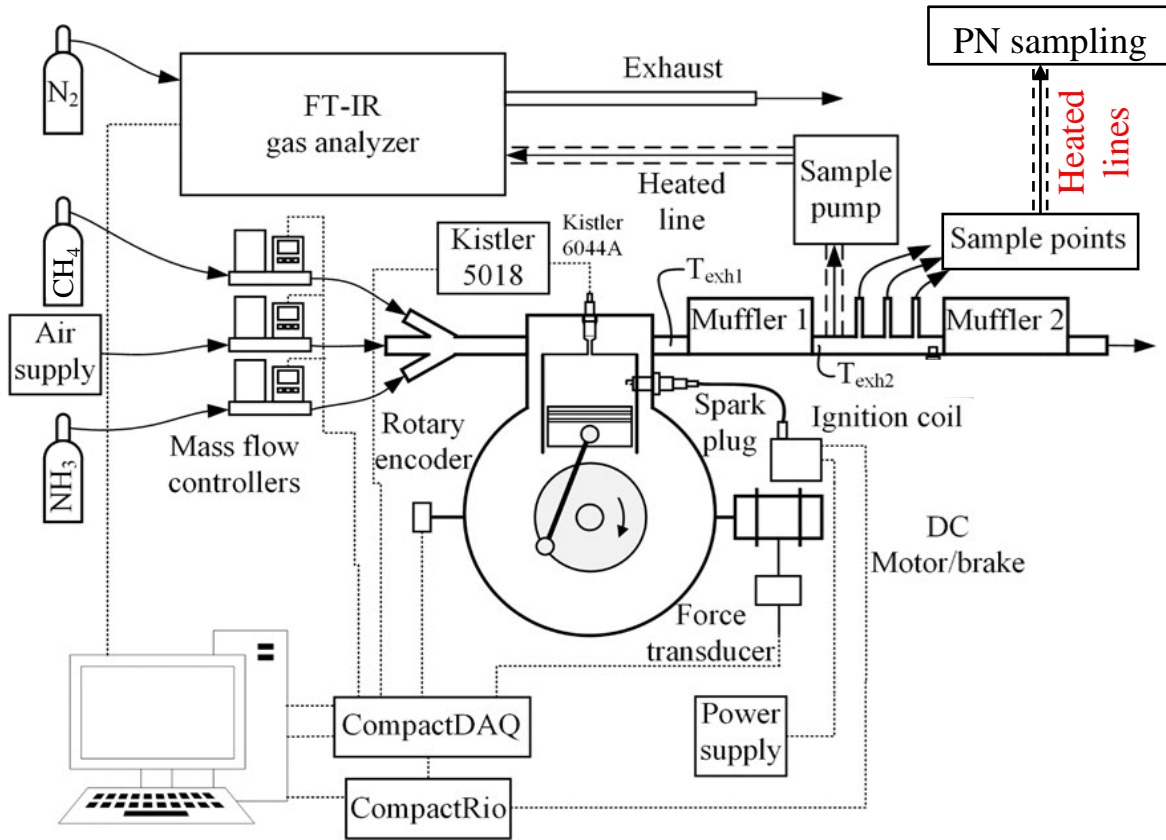 PN sampling
N₂
FT-IR
gas analyzer
Exhaust
Heated
lines
Heated
line
Sample
pump
Sample points
CH₄
Kistler
5018
Kistler
6044A
Tₑₓₕ₁
Muffler 1
Muffler 2
Tₑₓₕ₂
Air
supply
Mass flow
controllers
NH₃
Rotary
encoder
Spark
plug
Ignition coil
DC
Motor/brake
Force
transducer
Power
supply
CompactDAQ
CompactRio